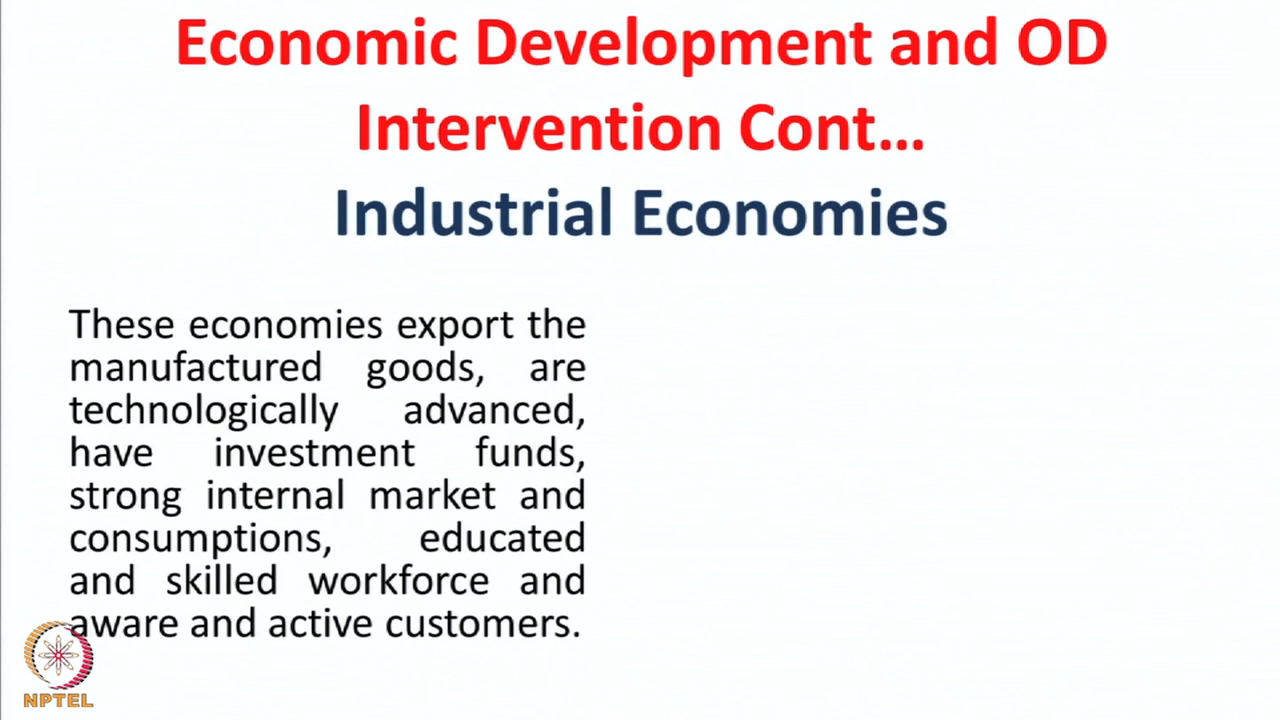 Economic Development and OD
Intervention Cont...
Industrial Economies
These economies export the
manufactured goods, are
technologically advanced,
have investment funds,
strong internal market and
consumptions, educated
and skilled workforce and
aware and active customers.
NPTEL